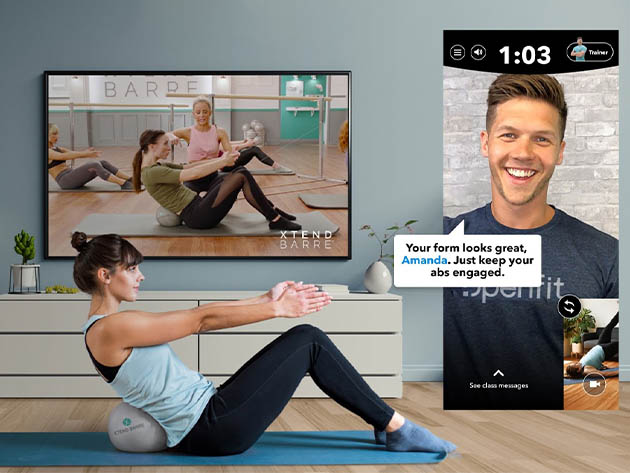 BARRE
XTEND
BARRE
XTEND BARRE
1:03
Trainer
Your form looks great,
Amanda. Just keep your
abs engaged.
openfit
See class messages